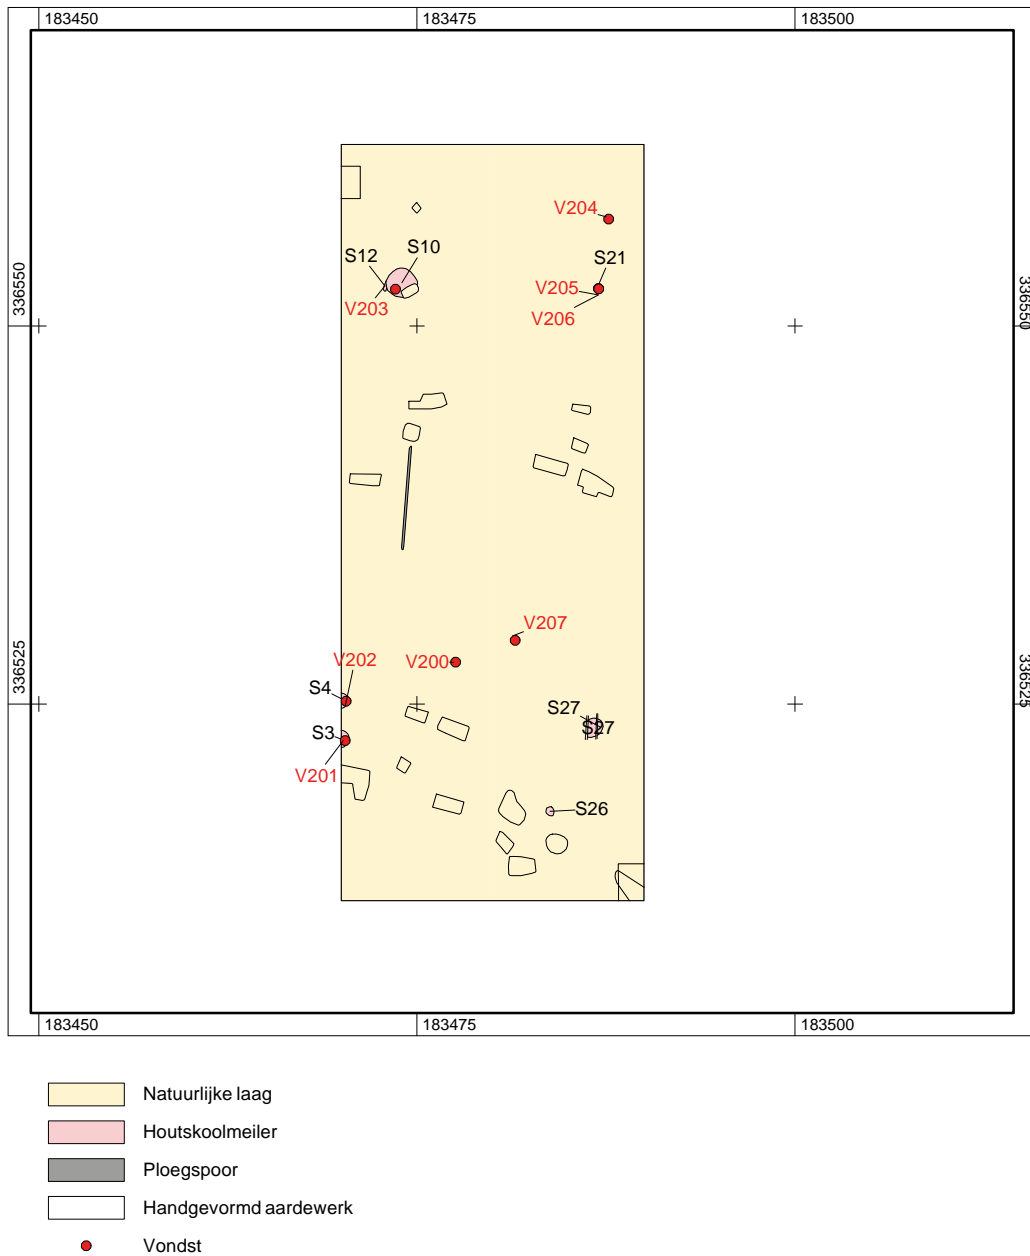 183450
183475
183500
V204
S10
S12
S21
V205
V203
V206
336550
336550
V207
V202
V200
336525
336525
S4
S27
S27
S3
V201
S26
183450
183475
183500
Natuurlijke laag
Houtskoolmeiler
Ploegspoor
Handgevormd aardewerk
Vondst